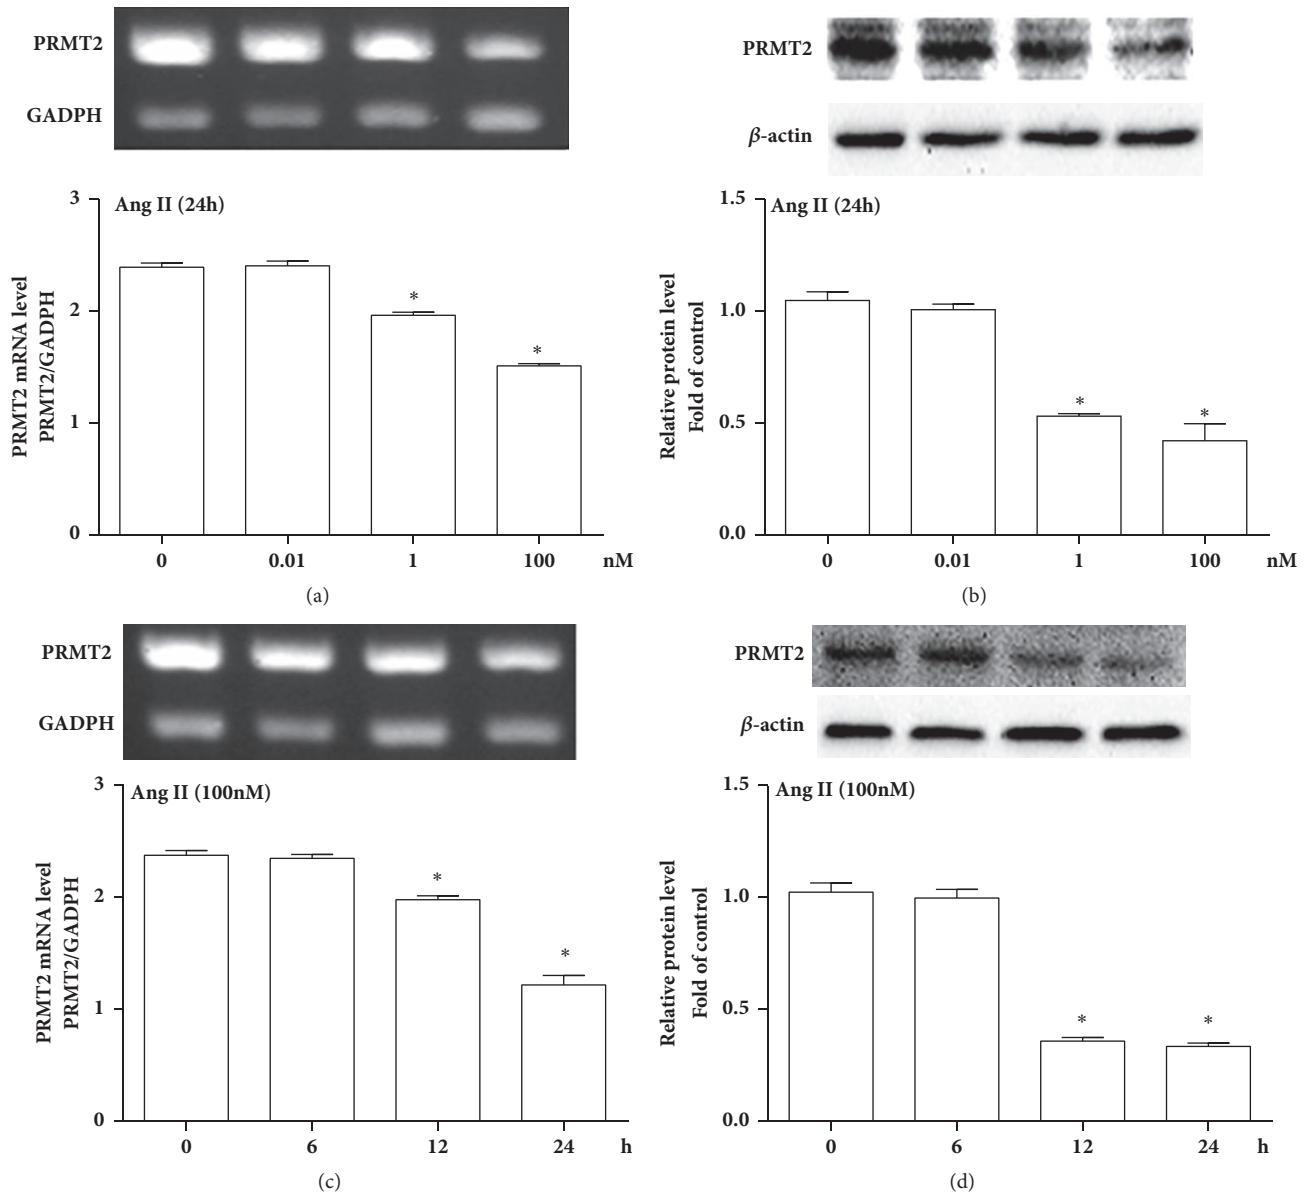 PRMT2
GADPH
Ang II (24h)
PRMT2 mRNA level
PRMT2/GADPH
3
2
1
0
0 0.01 1 100 nM
* *
(a)
PRMT2
β-actin
Ang II (24h)
Relative protein level
Fold of control
1.5
1.0
0.5
0.0
0 0.01 1 100 nM
* *
(b)
PRMT2
GADPH
Ang II (100nM)
PRMT2 mRNA level
PRMT2/GADPH
3
2
1
0
0 6 12 24 h
* *
(c)
PRMT2
β-actin
Ang II (100nM)
Relative protein level
Fold of control
1.5
1.0
0.5
0.0
0 6 12 24 h
* *
(d)